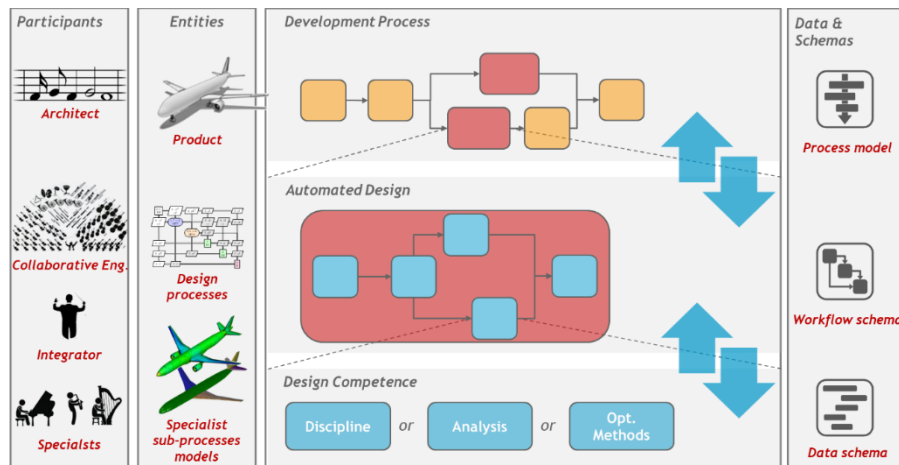 Participants
Architect
Collaborative Eng.
Integrator
Specialsts
Entities
Product
Design
processes
Specialist
sub-processes
models
Development Process
Automated Design
Design Competence
Discipline or Analysis or Opt.
Methods
Data &
Schemas
Process model
Workflow schema
Data schema